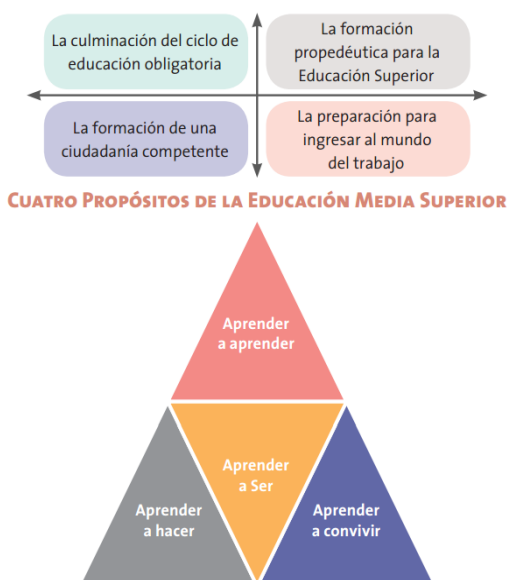 La culminación del ciclo de
educación obligatoria
La formación
propedéutica para la
Educación Superior
La formación de una
ciudadanía competente
La preparación para
ingresar al mundo
del trabajo
Cuatro Propósitos de la Educación Media Superior
Aprender
a aprender
Aprender
a Ser
Aprender
a hacer
Aprender
a convivir